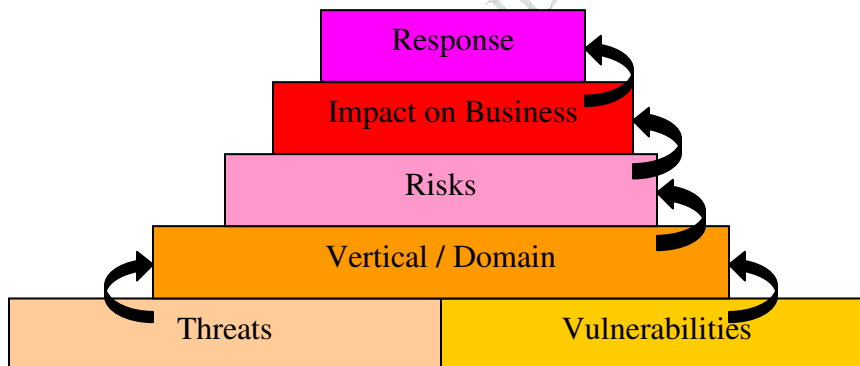 Response
Impact on Business
Risks
Vertical / Domain
Threats
Vulnerabilities